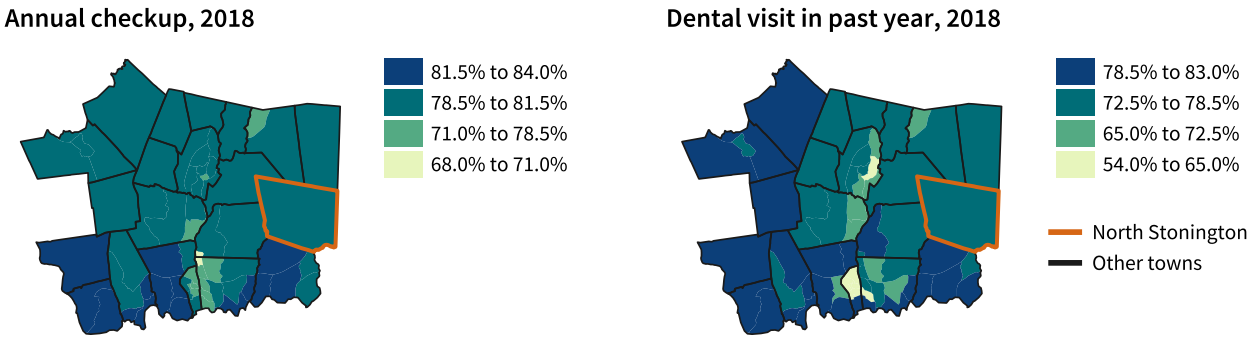 Annual checkup, 2018
81.5% to 84.0%
78.5% to 81.5%
71.0% to 78.5%
68.0% to 71.0%
Dental visit in past year, 2018
78.5% to 83.0%
72.5% to 78.5%
65.0% to 72.5%
54.0% to 65.0%
North Stonington
Other towns